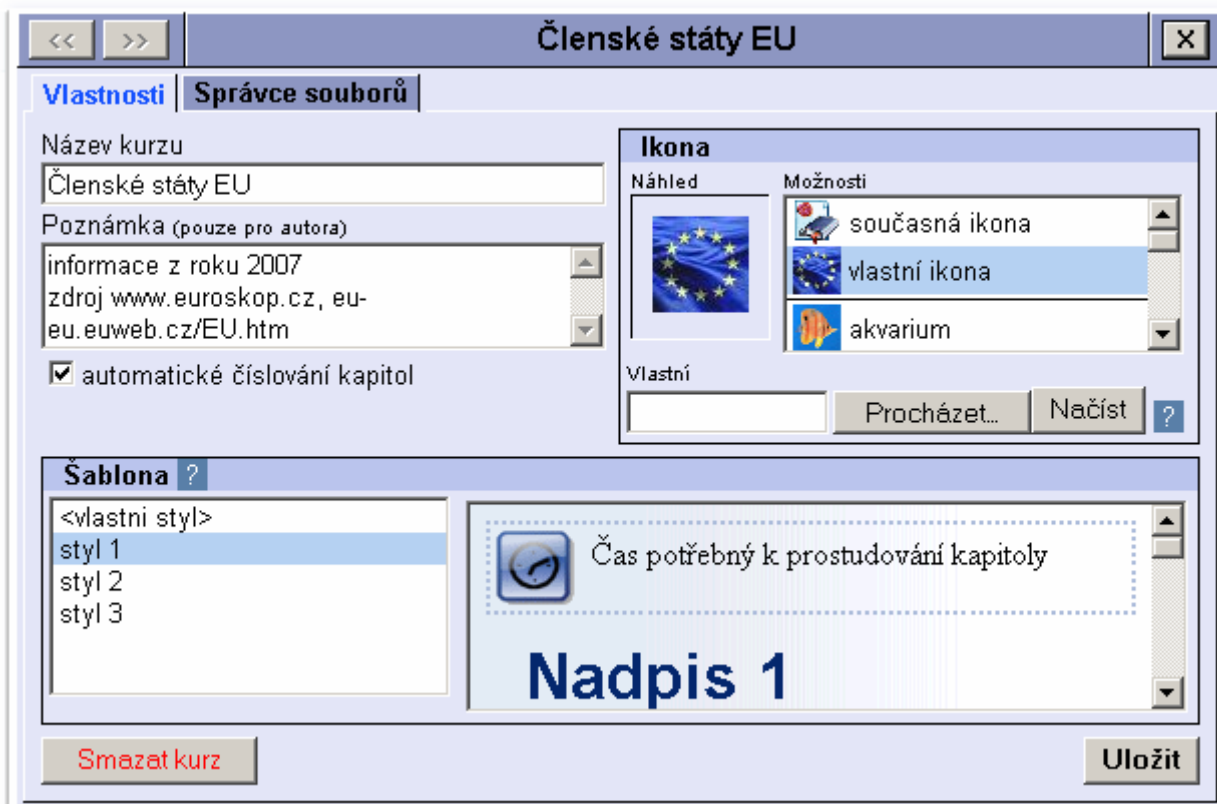 << >> Členské státy EU X
Vlastnosti Správce souborů
Název kurzu
Členské státy EU
Poznámka (pouze pro autora)
informace z roku 2007
zdroj www.euroskop.cz, eu-
eu.euweb.cz/EU.htm
automatické číslování kapitol
Ikona
Náhled
Možnosti
současná ikona
vlastní ikona
akvarium
Vlastní
Procházet... Načíst ?
Šablona ?
<vlastni styl>
styl 1
styl 2
styl 3
Čas potřebný k prostudování kapitoly
Nadpis 1
Smazat kurz
Uložit